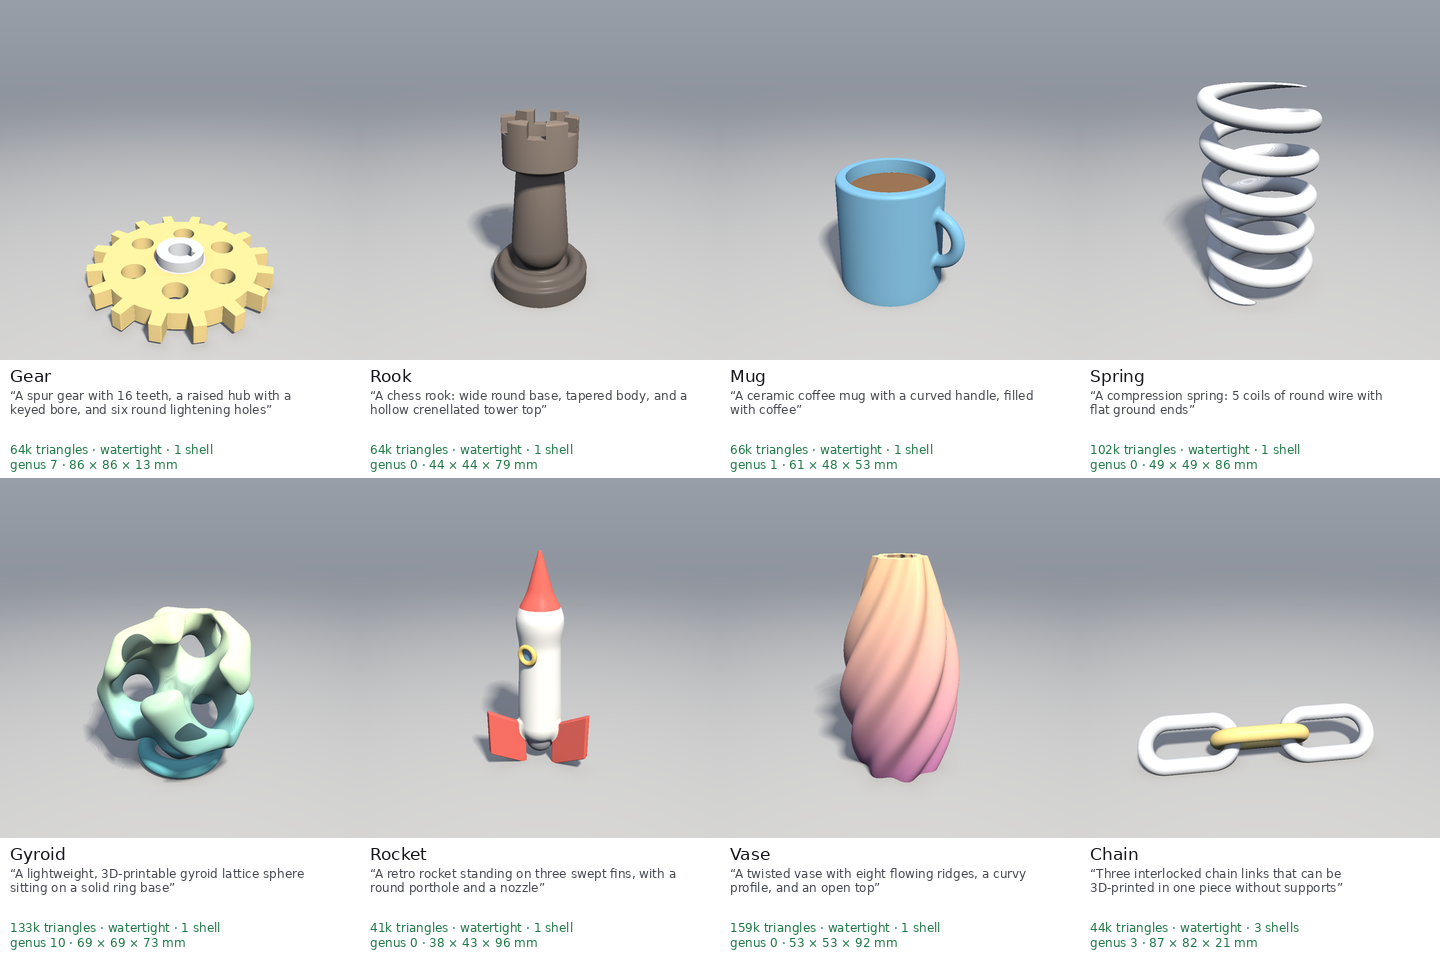 Gear
“A spur gear with 16 teeth, a raised hub with a
keyed bore, and six round lightening holes”
64k triangles · watertight · 1 shell
genus 7 · 86 × 86 × 13 mm
Rook
“A chess rook: wide round base, tapered body, and a
hollow crenellated tower top”
64k triangles · watertight · 1 shell
genus 0 · 44 × 44 × 79 mm
Mug
“A ceramic coffee mug with a curved handle, filled
with coffee”
66k triangles · watertight · 1 shell
genus 1 · 61 × 48 × 53 mm
Spring
“A compression spring: 5 coils of round wire with
flat ground ends”
102k triangles · watertight · 1 shell
genus 0 · 49 × 49 × 86 mm
Gyroid
“A lightweight, 3D-printable gyroid lattice sphere
sitting on a solid ring base”
133k triangles · watertight · 1 shell
genus 10 · 69 × 69 × 73 mm
Rocket
“A retro rocket standing on three swept fins, with a
round porthole and a nozzle”
41k triangles · watertight · 1 shell
genus 0 · 38 × 43 × 96 mm
Vase
“A twisted vase with eight flowing ridges, a curvy
profile, and an open top”
159k triangles · watertight · 1 shell
genus 0 · 53 × 53 × 92 mm
Chain
“Three interlocked chain links that can be
3D-printed in one piece without supports”
44k triangles · watertight · 3 shells
genus 3 · 87 × 82 × 21 mm